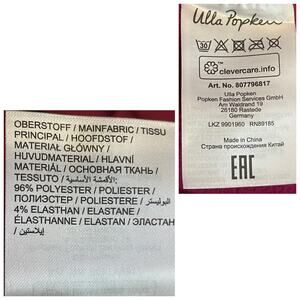 OBERSTOFF / MAINFABRIC / TISSU
PRINCIPAL / HOOFDSTOF /
MATERIAŁ GŁÓWNY /
HUVUDMATERIAL / HLAVNÍ
MATERIÁL / ОСНОВНАЯ ТКАНЬ /
TESSUTO / الأقمشة الأساسية
96% POLYESTER / POLIESTER /
ПОЛИЭСТЕР / POLIESTERE / البوليستر
4% ELASTHAN / ELASTANE /
ÉLASTHANNE / ELASTAN / ЭЛАСТАН
/ إيلاستين
Ulla Popken
30
clevercare.info
Art. No. 807796817
Ulla Popken
Popken Fashion Services GmbH
Am Waldrand 19
26180 Rastede
Germany
LKZ 9901960 RN89185
Made in China
Страна происхождения Китай
EAC